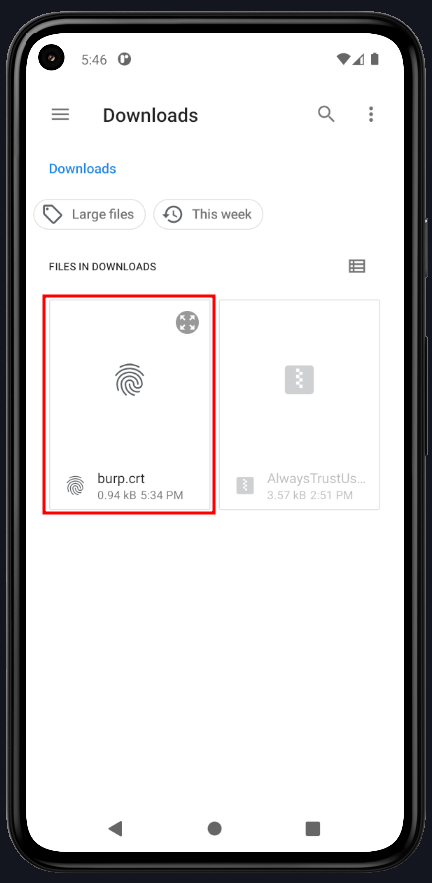 5:46
Downloads
Downloads
Large files
This week
FILES IN DOWNLOADS
burp.crt
0.94 kB 5:34 PM
AlwaysTrustUs...
3.57 kB 2:51 PM